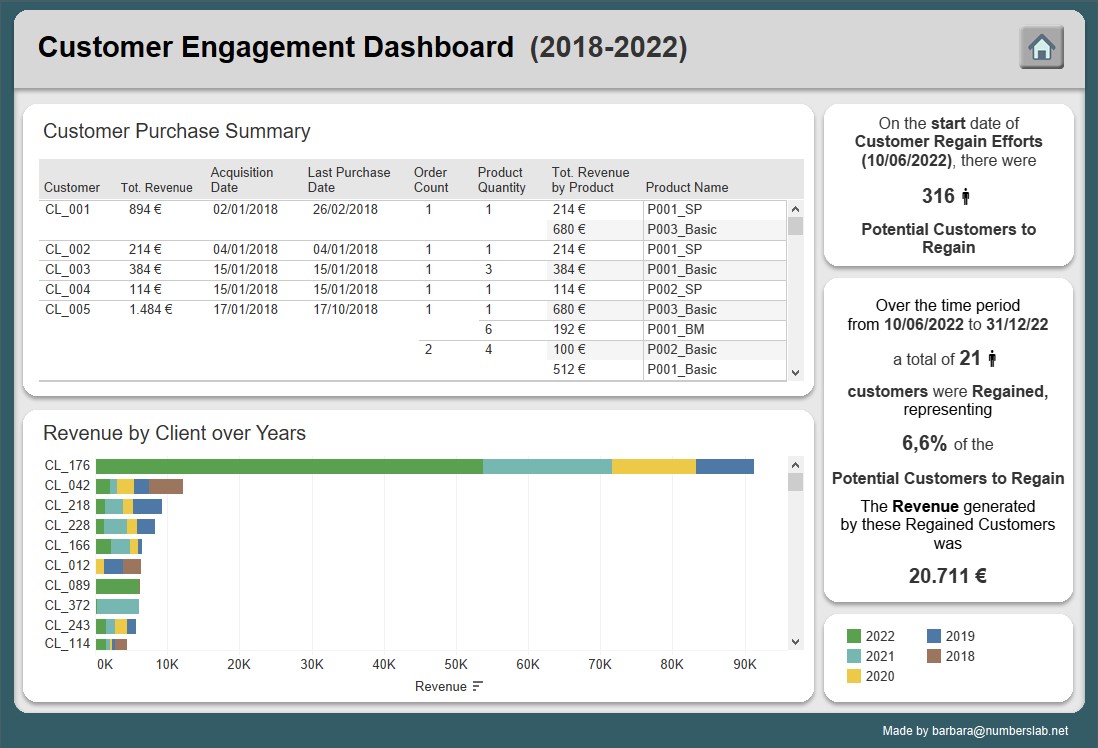 Customer Engagement Dashboard (2018-2022)
Customer Purchase Summary
Customer Tot. Revenue Acquisition Date Last Purchase Date Order Count Product Quantity Tot. Revenue by Product Product Name
CL_001 894 € 02/01/2018 26/02/2018 1 1 214 € P001_SP
680 € P003_Basic
CL_002 214 € 04/01/2018 04/01/2018 1 1 214 € P001_SP
CL_003 384 € 15/01/2018 15/01/2018 1 3 384 € P001_Basic
CL_004 114 € 15/01/2018 15/01/2018 1 1 114 € P002_SP
CL_005 1.484 € 17/01/2018 17/10/2018 1 1 680 € P003_Basic
6 192 € P001_BM
2 4 100 € P002_Basic
512 € P001_Basic
Revenue by Client over Years
CL_176
CL_042
CL_218
CL_228
CL_166
CL_012
CL_089
CL_372
CL_243
CL_114
0K 10K 20K 30K 40K 50K 60K 70K 80K 90K
Revenue
On the start date of
Customer Regain Efforts
(10/06/2022), there were
316
Potential Customers to
Regain
Over the time period
from 10/06/2022 to 31/12/22
a total of 21
customers were Regained,
representing
6,6% of the
Potential Customers to Regain
The Revenue generated
by these Regained Customers
was
20.711 €
2022 2019
2021 2018
2020
Made by barbara@numberslab.net